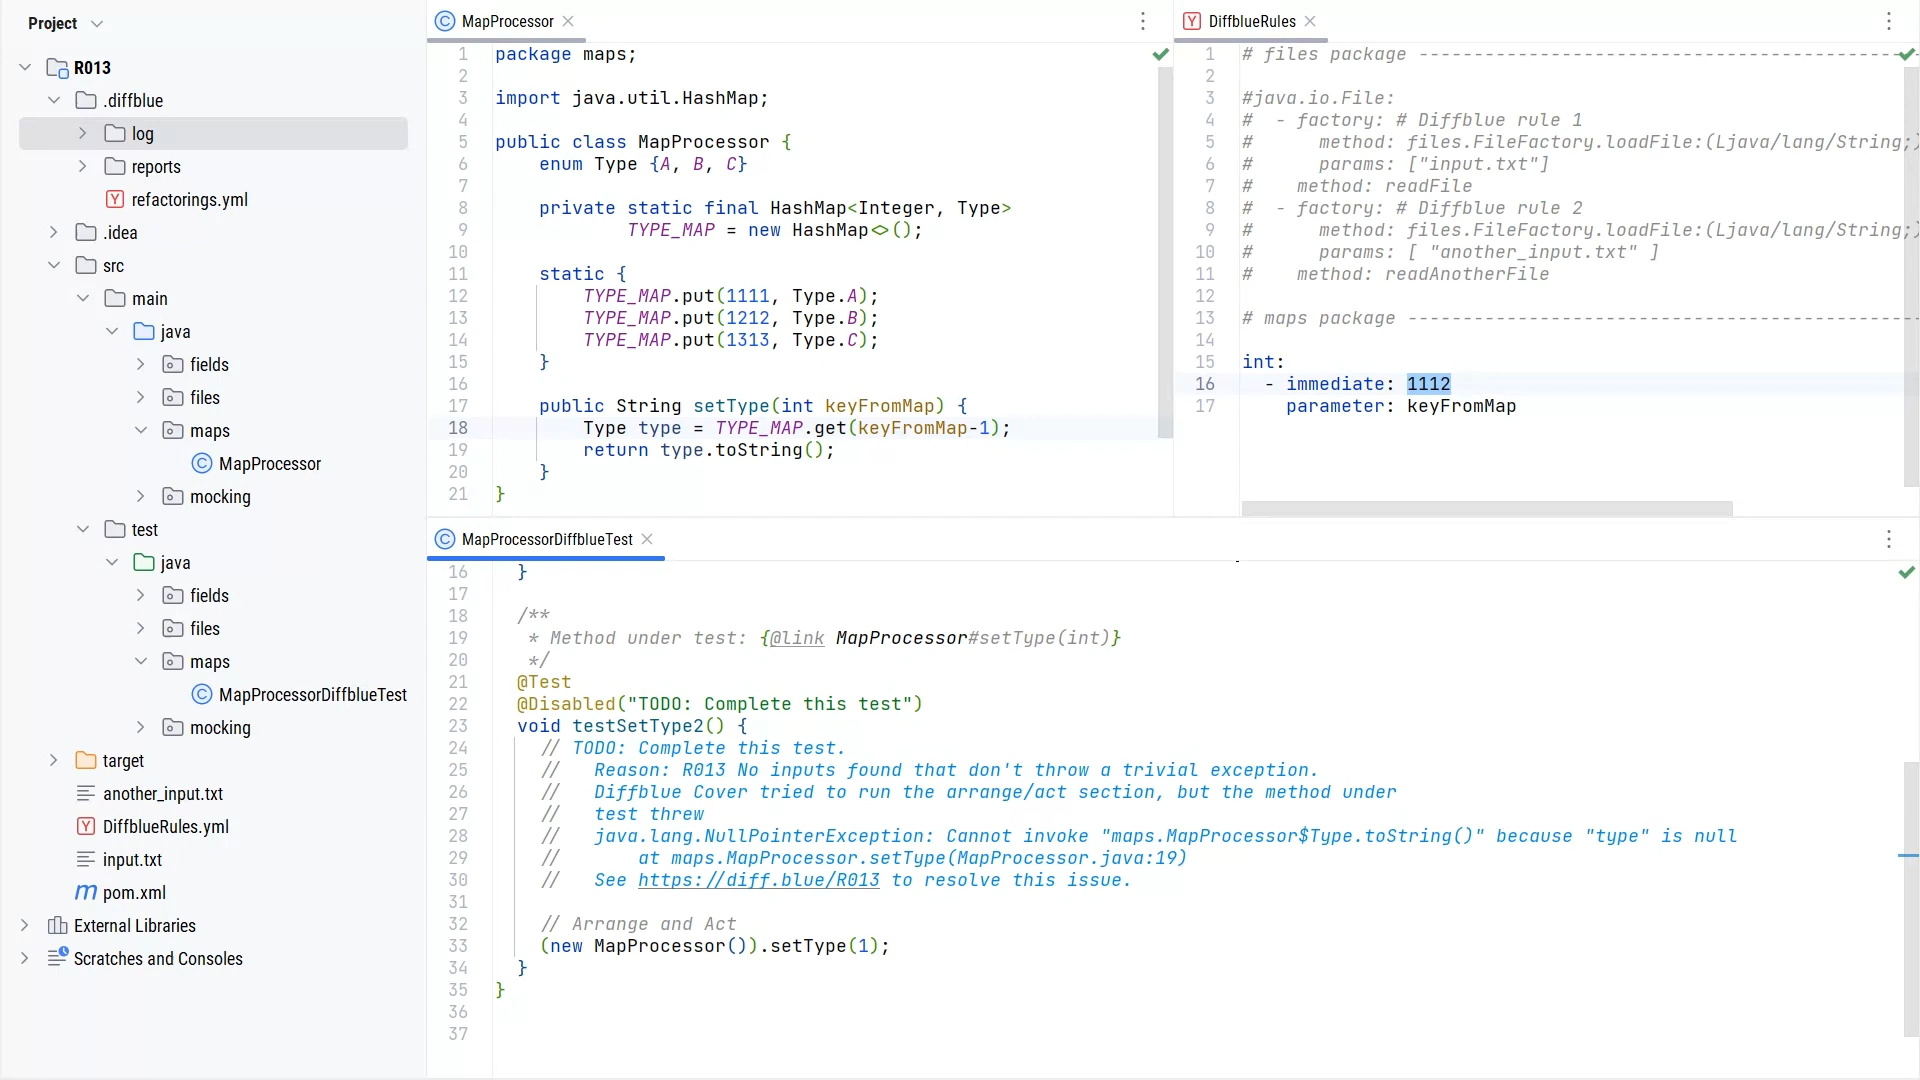 Project
R013
.diffblue
log
reports
refactorings.yml
.idea
src
main
java
fields
files
maps
MapProcessor
mocking
test
java
fields
files
maps
MapProcessorDiffblueTest
mocking
target
another_input.txt
DiffblueRules.yml
input.txt
pom.xml
External Libraries
Scratches and Consoles
MapProcessor
1 package maps;
2
3 import java.util.HashMap;
4
5 public class MapProcessor {
6 enum Type {A, B, C}
7
8 private static final HashMap<Integer, Type>
9 TYPE_MAP = new HashMap<>();
10
11 static {
12 TYPE_MAP.put(1111, Type.A);
13 TYPE_MAP.put(1212, Type.B);
14 TYPE_MAP.put(1313, Type.C);
15 }
16
17 public String setType(int keyFromMap) {
18 Type type = TYPE_MAP.get(keyFromMap-1);
19 return type.toString();
20 }
21 }
DiffblueRules
1 # files package ----------------------------------------------
2
3 #java.io.File:
4 # - factory: # Diffblue rule 1
5 # method: files.FileFactory.loadFile:(Ljava/lang/String;)
6 # params: ["input.txt"]
7 # method: readFile
8 # - factory: # Diffblue rule 2
9 # method: files.FileFactory.loadFile:(Ljava/lang/String;)
10 # params: [ "another_input.txt" ]
11 # method: readAnotherFile
12
13 # maps package -----------------------------------------------
14
15 int:
16 - immediate: 1112
17 parameter: keyFromMap
MapProcessorDiffblueTest
16 }
17
18 /**
19 * Method under test: {@link MapProcessor#setType(int)}
20 */
21 @Test
22 @Disabled("TODO: Complete this test")
23 void testSetType2() {
24 // TODO: Complete this test.
25 // Reason: R013 No inputs found that don't throw a trivial exception.
26 // Diffblue Cover tried to run the arrange/act section, but the method under
27 // test threw
28 // java.lang.NullPointerException: Cannot invoke "maps.MapProcessor$Type.toString()" because "type" is null
29 // at maps.MapProcessor.setType(MapProcessor.java:19)
30 // See https://diff.blue/R013 to resolve this issue.
31
32 // Arrange and Act
33 (new MapProcessor()).setType(1);
34 }
35 }
36
37